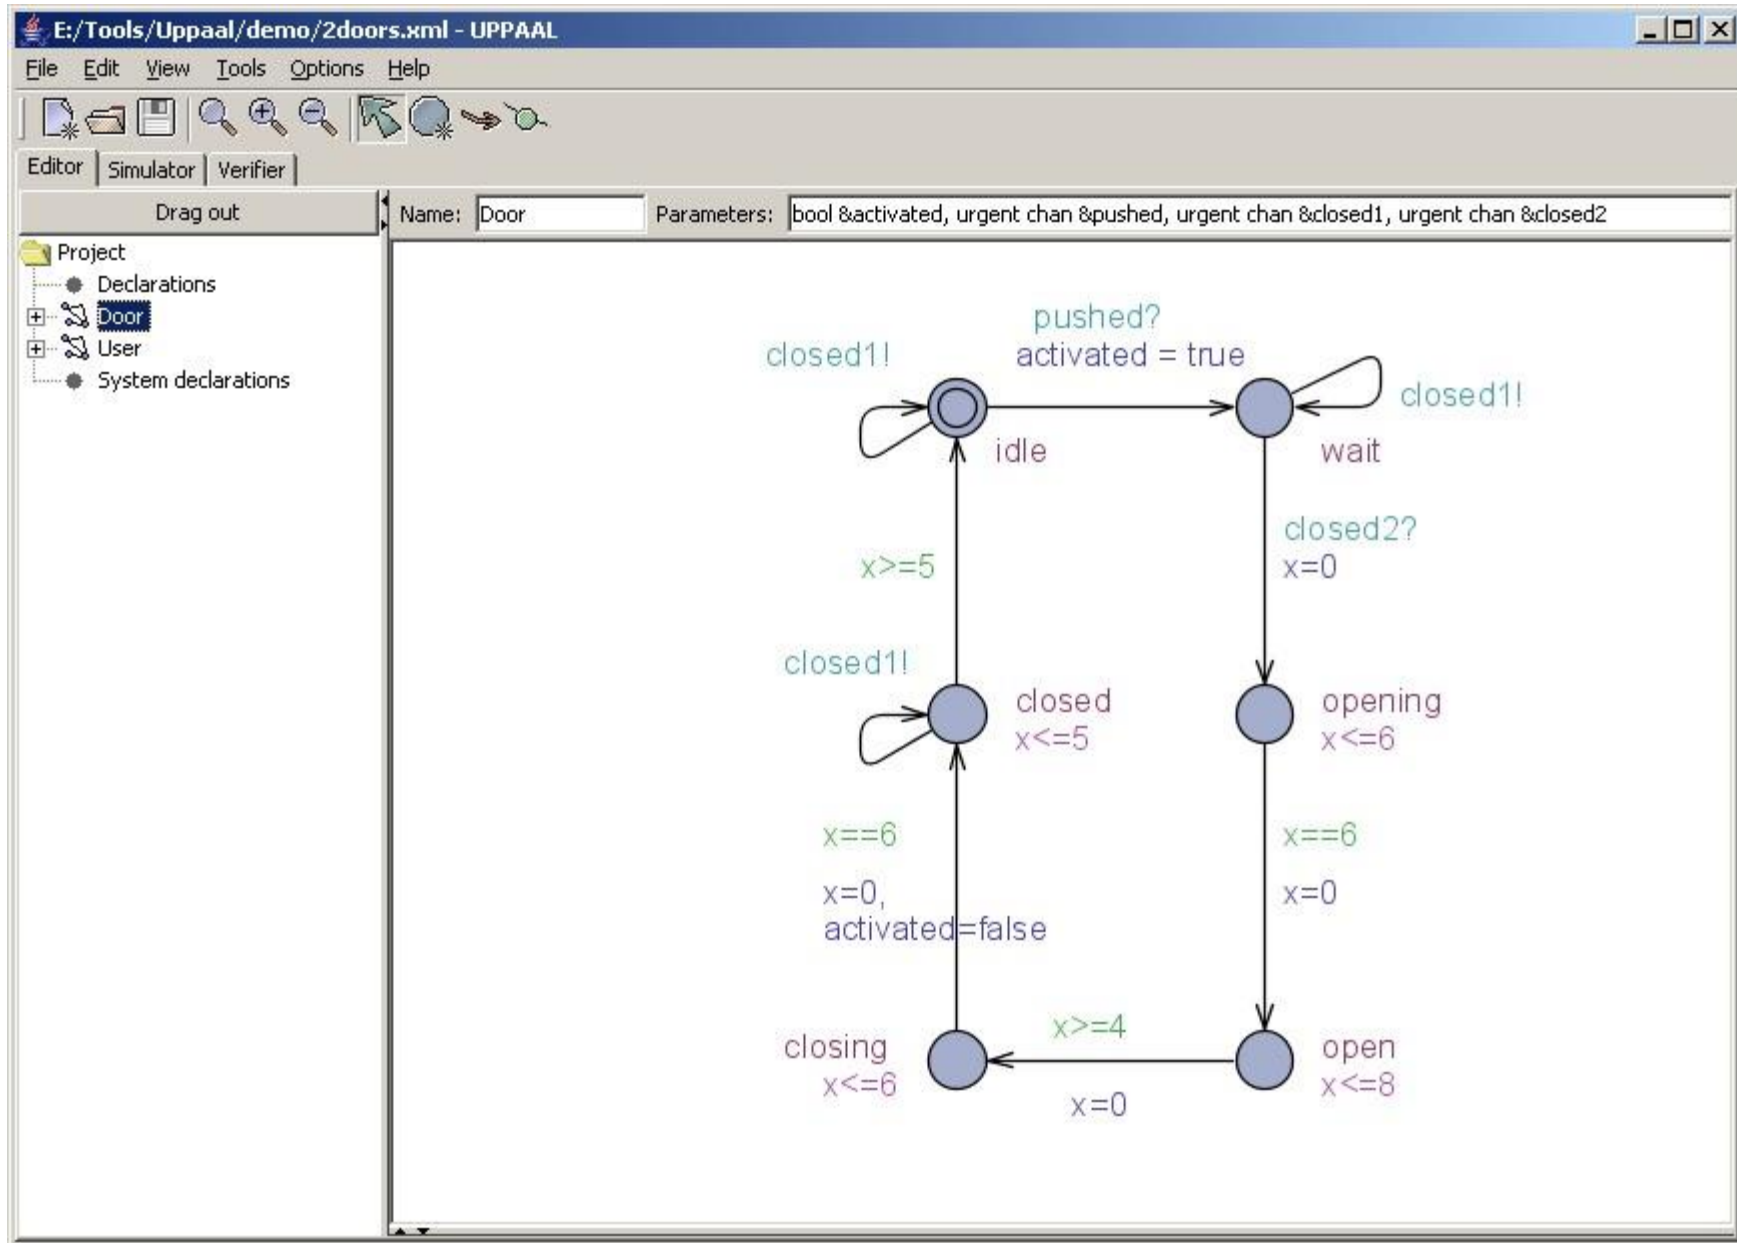 E:/Tools/Uppaal/demo/2doors.xml - UPPAAL
File Edit View Tools Options Help
Editor Simulator Verifier
Drag out
Name: Door Parameters: bool &activated, urgent chan &pushed, urgent chan &closed1, urgent chan &closed2
Project
Declarations
Door
User
System declarations
pushed?
closed1!
activated = true
closed1!
idle
wait
closed2?
x>=5
x=0
closed1!
closed
x<=5
opening
x<=6
x==6
x==6
x=0,
activated=false
x=0
x>=4
closing
x<=6
open
x<=8
x=0